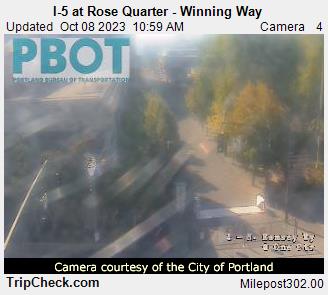 I-5 at Rose Quarter - Winning Way
Updated Oct 08 2023 10:59 AM Camera 4
PBOT
PORTLAND BUREAU OF TRANSPORTATION
Camera courtesy of the City of Portland
TripCheck.com Milepost302.00